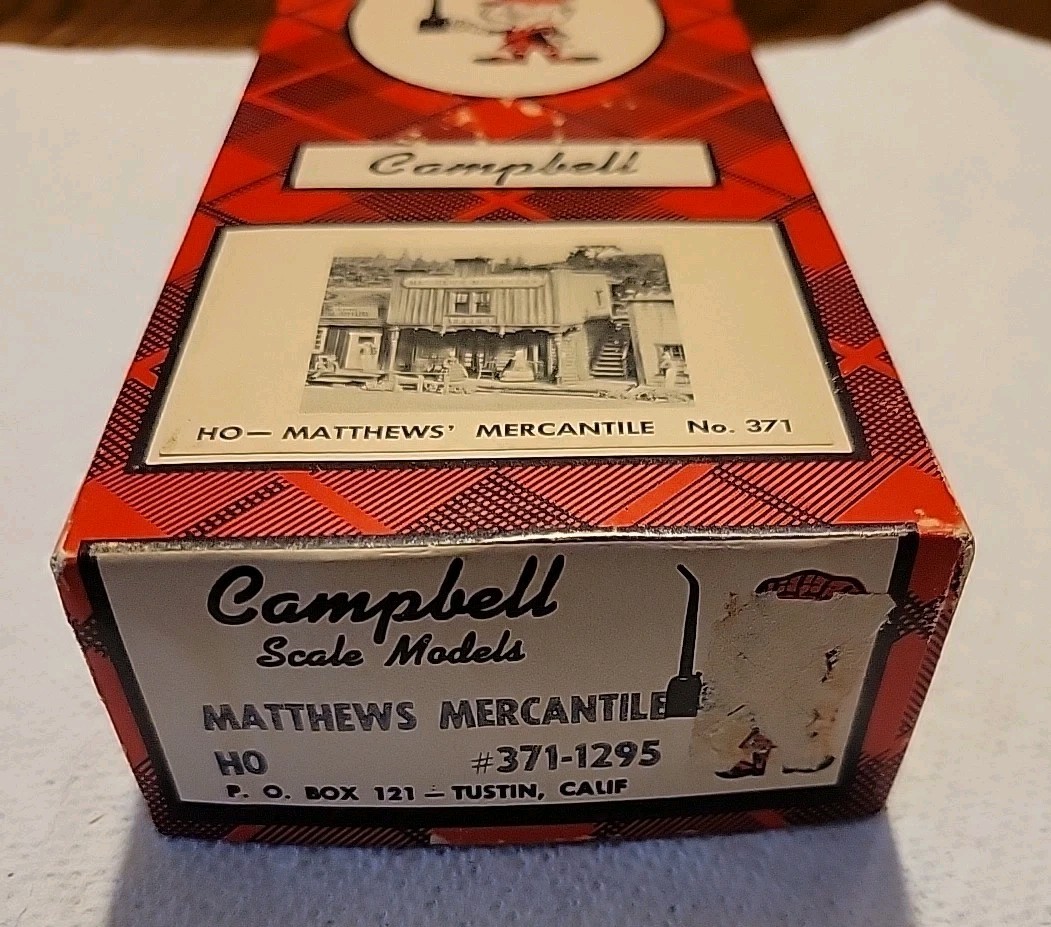 Campbell
HO— MATTHEWS' MERCANTILE No. 371
Campbell
Scale Models
MATTHEWS MERCANTILE
HO #371-1295
P. O. BOX 121 — TUSTIN, CALIF